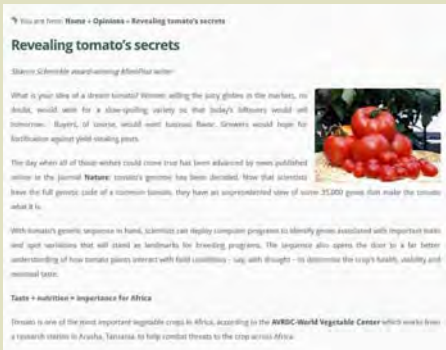 You are here: Home » Opinions » Revealing tomato's secrets
Revealing tomato's secrets
Sharon Schmickle award-winning MinnPost writer
What is your idea of a dream tomato? Women selling the juicy globes in the markets, no
doubt, would wish for a slow-spoiling variety so that today's leftovers would sell
tomorrow. Buyers, of course, would want luscious flavor. Growers would hope for
fortification against yield-stealing pests.
The day when all of those wishes could come true has been advanced by news published
online in the journal Nature: tomato's genome has been decoded. Now that scientists
have the full genetic code of a common tomato, they have an unprecedented view of some 35,000 genes that make the tomato
what it is.
With tomato's genetic sequence in hand, scientists can deploy computer programs to identify genes associated with important traits
and spot variations that will stand as landmarks for breeding programs. The sequence also opens the door to a far better
understanding of how tomato plants interact with field conditions - say, with drought - to determine the crop's health, viability and
eventual taste.
Taste + nutrition = importance for Africa
Tomato is one of the most important vegetable crops in Africa, according to the AVRDC-World Vegetable Center which works from
a research station in Arusha, Tanzania, to help combat threats to the crop across Africa.